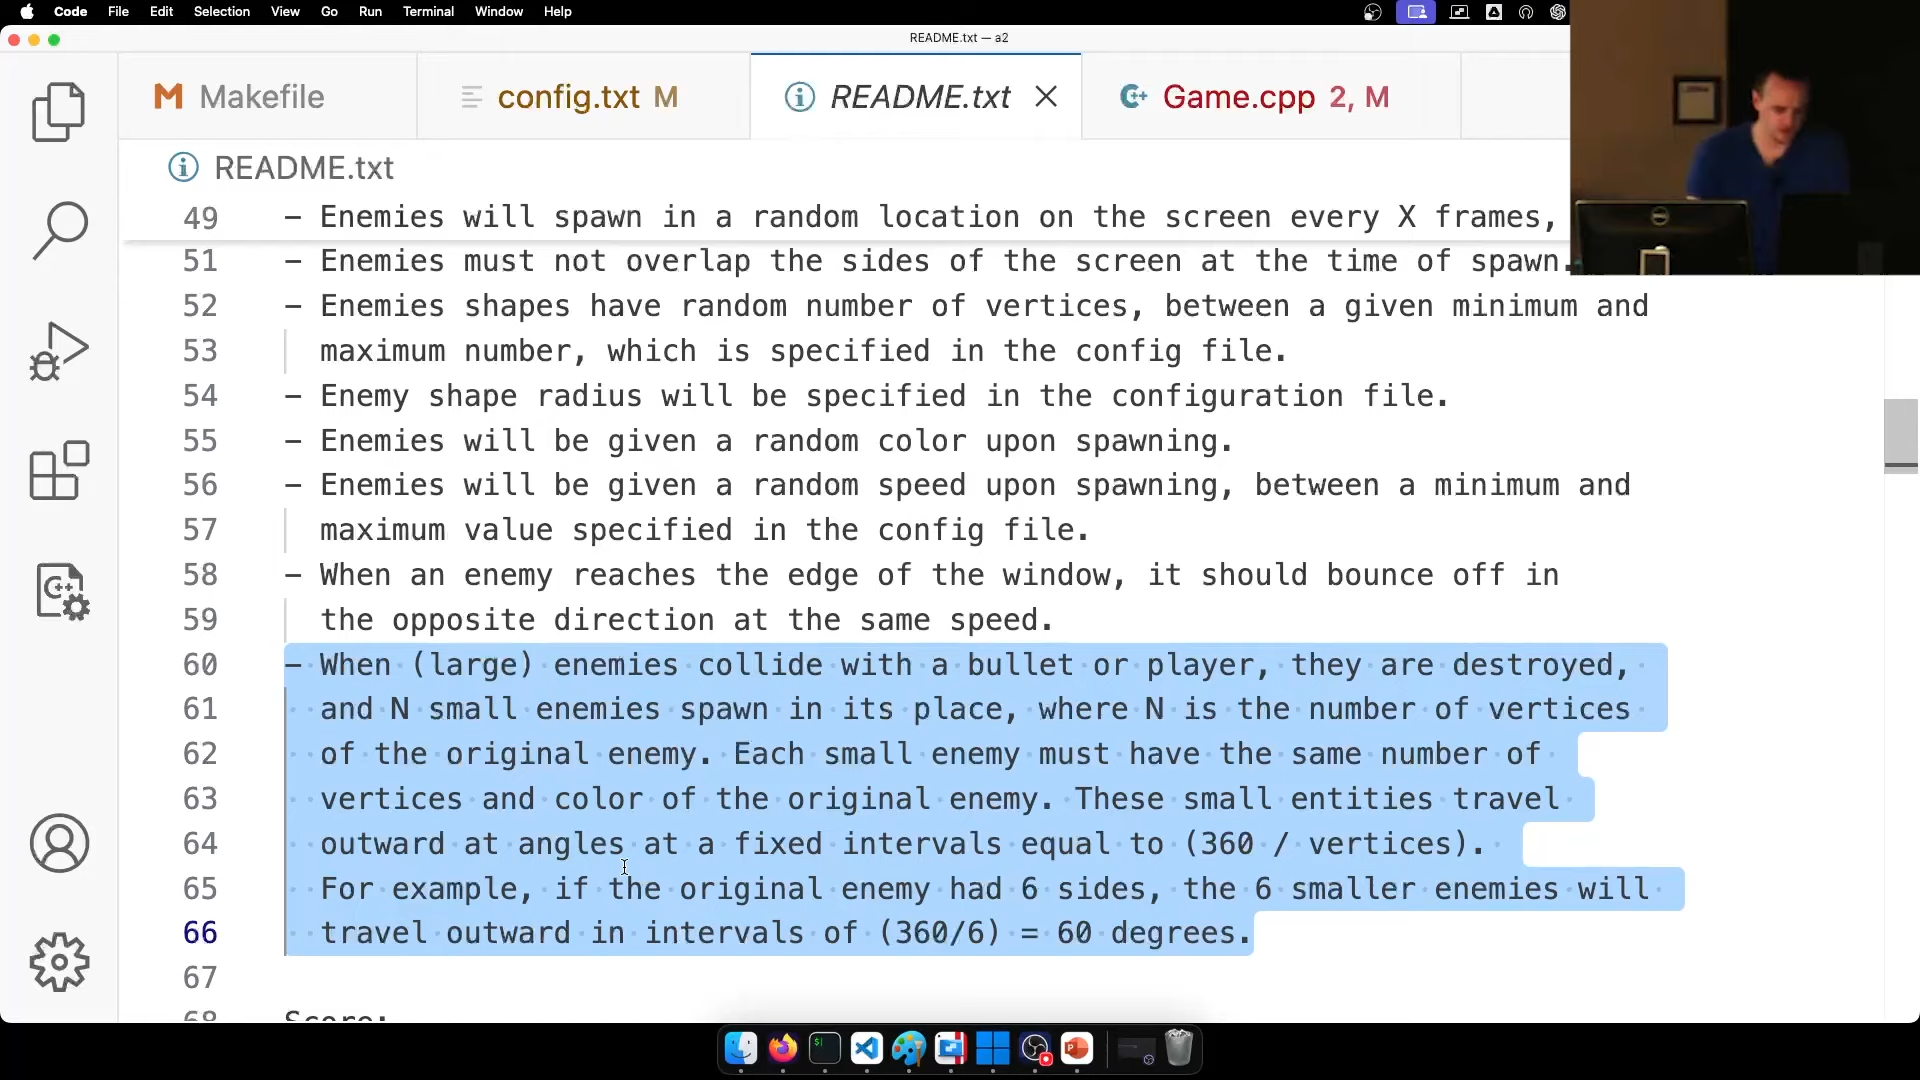 Code File Edit Selection View Go Run Terminal Window Help
README.txt — a2
Makefile
config.txt M
README.txt
Game.cpp 2, M
README.txt
49 - Enemies will spawn in a random location on the screen every X frames,
51 - Enemies must not overlap the sides of the screen at the time of spawn.
52 - Enemies shapes have random number of vertices, between a given minimum and
53 maximum number, which is specified in the config file.
54 - Enemy shape radius will be specified in the configuration file.
55 - Enemies will be given a random color upon spawning.
56 - Enemies will be given a random speed upon spawning, between a minimum and
57 maximum value specified in the config file.
58 - When an enemy reaches the edge of the window, it should bounce off in
59 the opposite direction at the same speed.
60 - When (large) enemies collide with a bullet or player, they are destroyed,
61 and N small enemies spawn in its place, where N is the number of vertices
62 of the original enemy. Each small enemy must have the same number of
63 vertices and color of the original enemy. These small entities travel
64 outward at angles at a fixed intervals equal to (360 / vertices).
65 For example, if the original enemy had 6 sides, the 6 smaller enemies will
66 travel outward in intervals of (360/6) = 60 degrees.
67
68 Score: